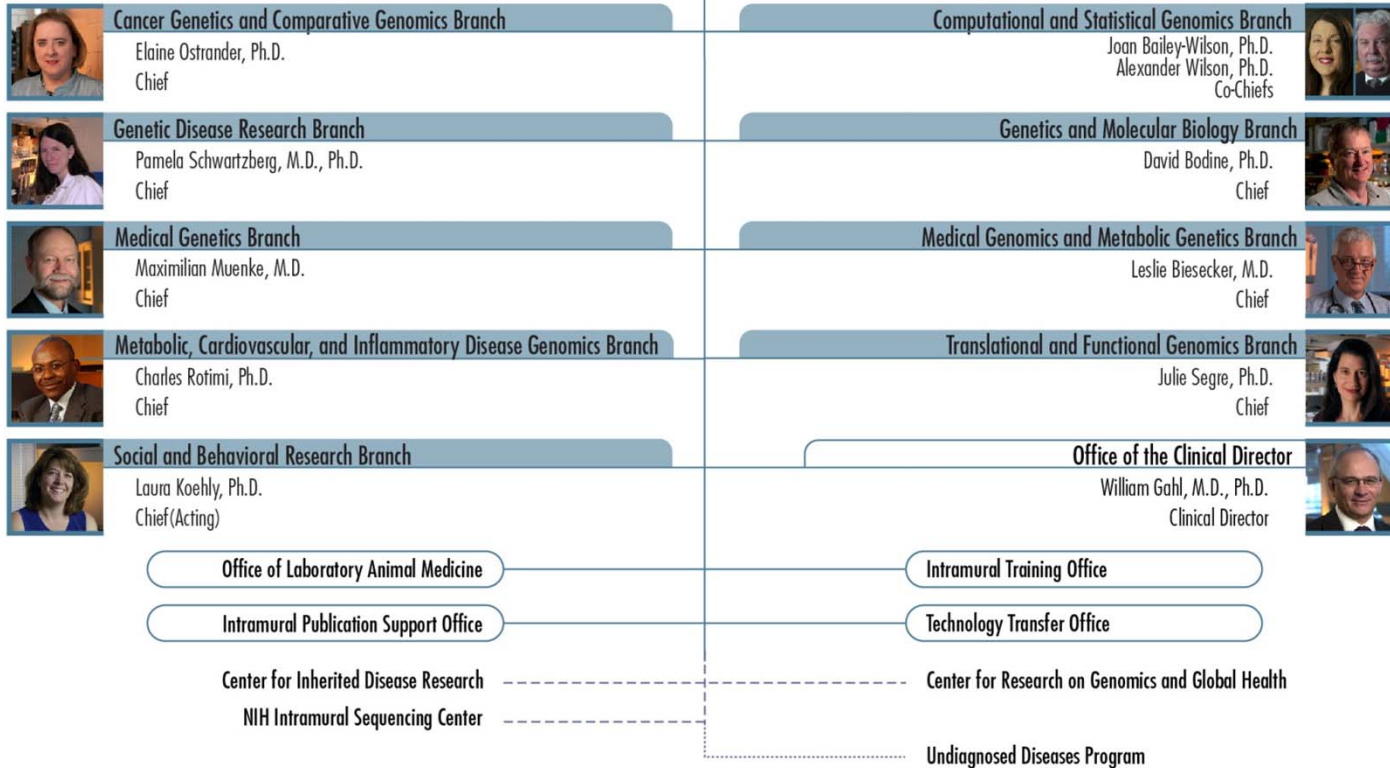 Cancer Genetics and Comparative Genomics Branch
Elaine Ostrander, Ph.D.
Chief
Computational and Statistical Genomics Branch
Joan Bailey-Wilson, Ph.D.
Alexander Wilson, Ph.D.
Co-Chiefs
Genetic Disease Research Branch
Pamela Schwartzberg, M.D., Ph.D.
Chief
Genetics and Molecular Biology Branch
David Bodine, Ph.D.
Chief
Medical Genetics Branch
Maximilian Muenke, M.D.
Chief
Medical Genomics and Metabolic Genetics Branch
Leslie Biesecker, M.D.
Chief
Metabolic, Cardiovascular, and Inflammatory Disease Genomics Branch
Charles Rotimi, Ph.D.
Chief
Translational and Functional Genomics Branch
Julie Segre, Ph.D.
Chief
Social and Behavioral Research Branch
Laura Koehly, Ph.D.
Chief(Acting)
Office of the Clinical Director
William Gahl, M.D., Ph.D.
Clinical Director
Office of Laboratory Animal Medicine
Intramural Training Office
Intramural Publication Support Office
Technology Transfer Office
Center for Inherited Disease Research
Center for Research on Genomics and Global Health
NIH Intramural Sequencing Center
Undiagnosed Diseases Program